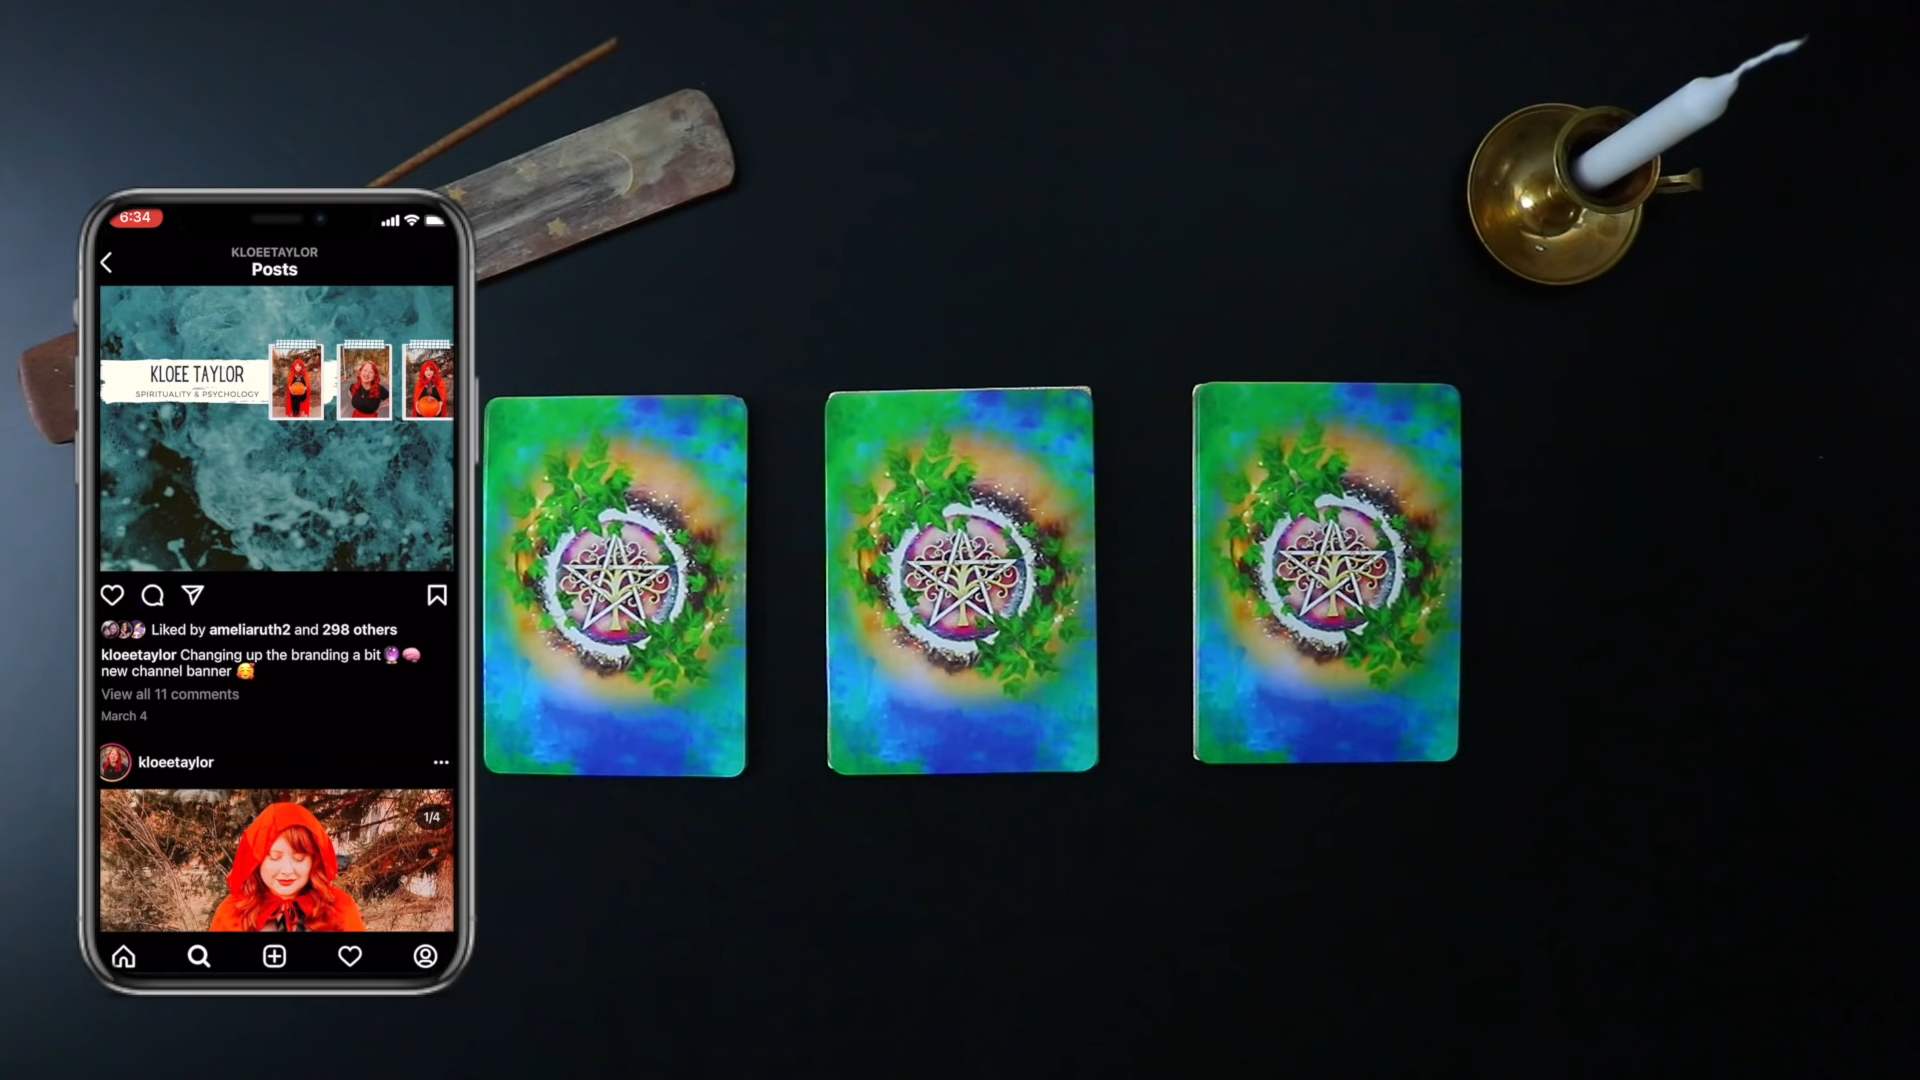 6:34
KLOEETAYLOR
Posts
KLOEE TAYLOR
SPIRITUALITY & PSYCHOLOGY
Liked by ameliaruth2 and 298 others
kloeetaylor Changing up the branding a bit🔮🧠
new channel banner 🥰
View all 11 comments
March 4
kloeetaylor
1/4